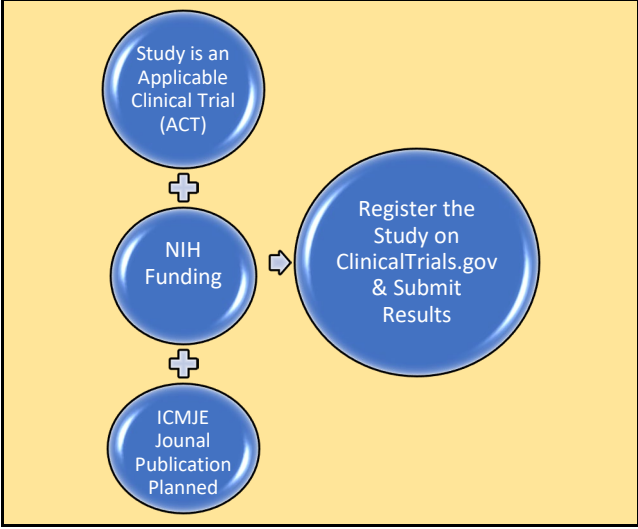 Study is an
Applicable
Clinical Trial
(ACT)
NIH
Funding
ICMJE
Jounal
Publication
Planned
Register the
Study on
ClinicalTrials.gov
& Submit
Results